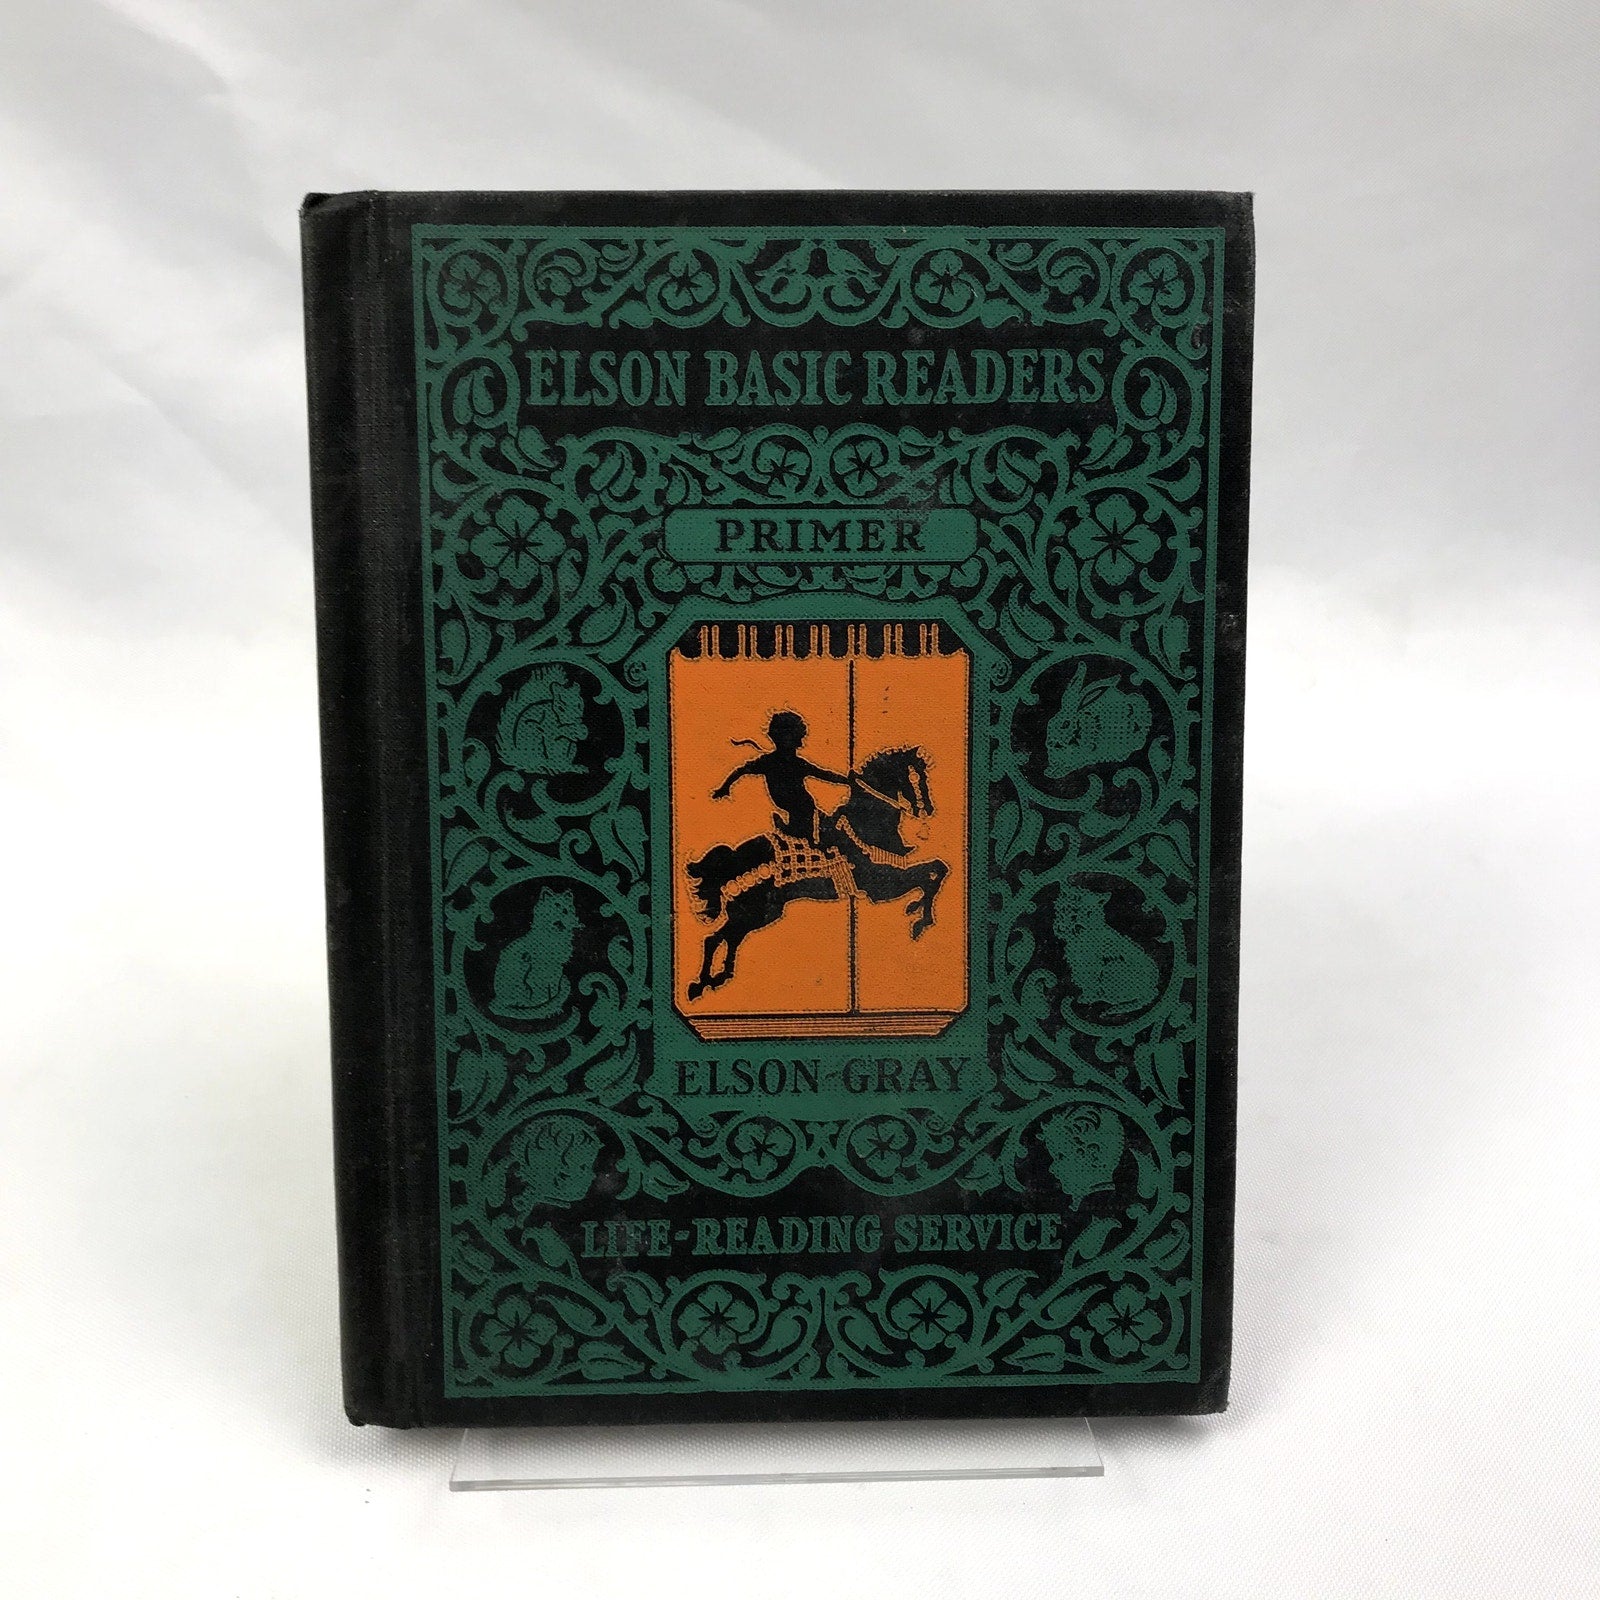 ELSON BASIC READERS
PRIMER
ELSON-GRAY
LIFE-READING SERVICE